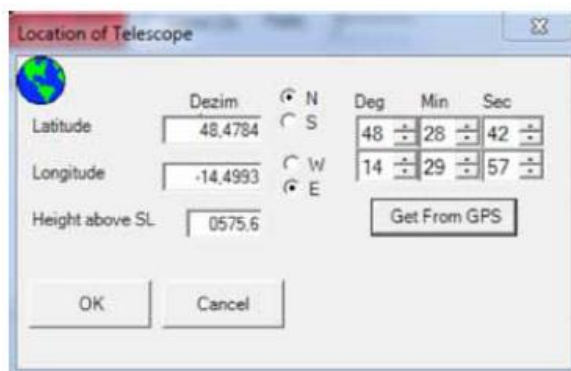 Location of Telescope
Dezim N Deg Min Sec
Latitude 48,4784 S 48 28 42
Longitude -14,4993 W 14 29 57
E
Height above SL 0575,6 Get From GPS
OK Cancel